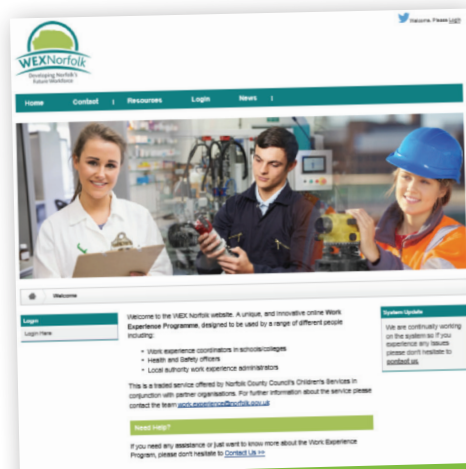 Welcome. Please Login
WEXNorfolk
Developing Norfolk's
Future Workforce
Home Contact Resources Login News
Welcome
Login
Login Here
Welcome to the WEX Norfolk website. A unique, and innovative online Work
Experience Programme, designed to be used by a range of different people
including:
• Work experience coordinators in schools/colleges
• Health and Safety officers
• Local authority work experience administrators
This is a traded service offered by Norfolk County Council's Children's Services in
conjunction with partner organisations. For further information about the service please
contact the team work.experience@norfolk.gov.uk
Need Help?
If you need any assistance or just want to know more about the Work Experience
Program, please don't hesitate to Contact Us >>
System Update
We are continually working
on the system so if you
experience any issues
please don't hesitate to
contact us